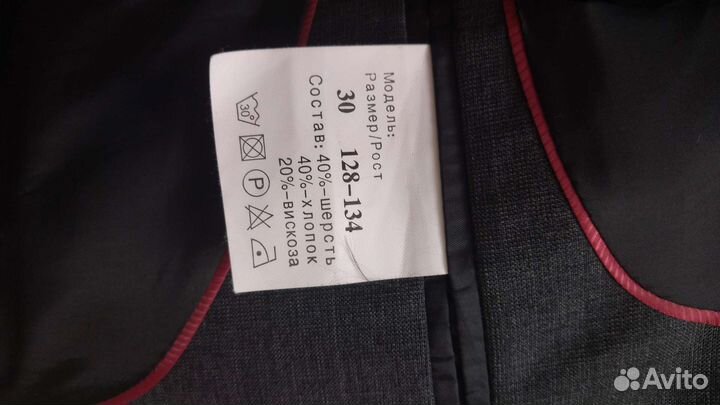 Модель:
Размер/Рост
30 128-134
Состав: 40%-шерсть
40%-хлопок
20%-вискоза
30°
P
Avito